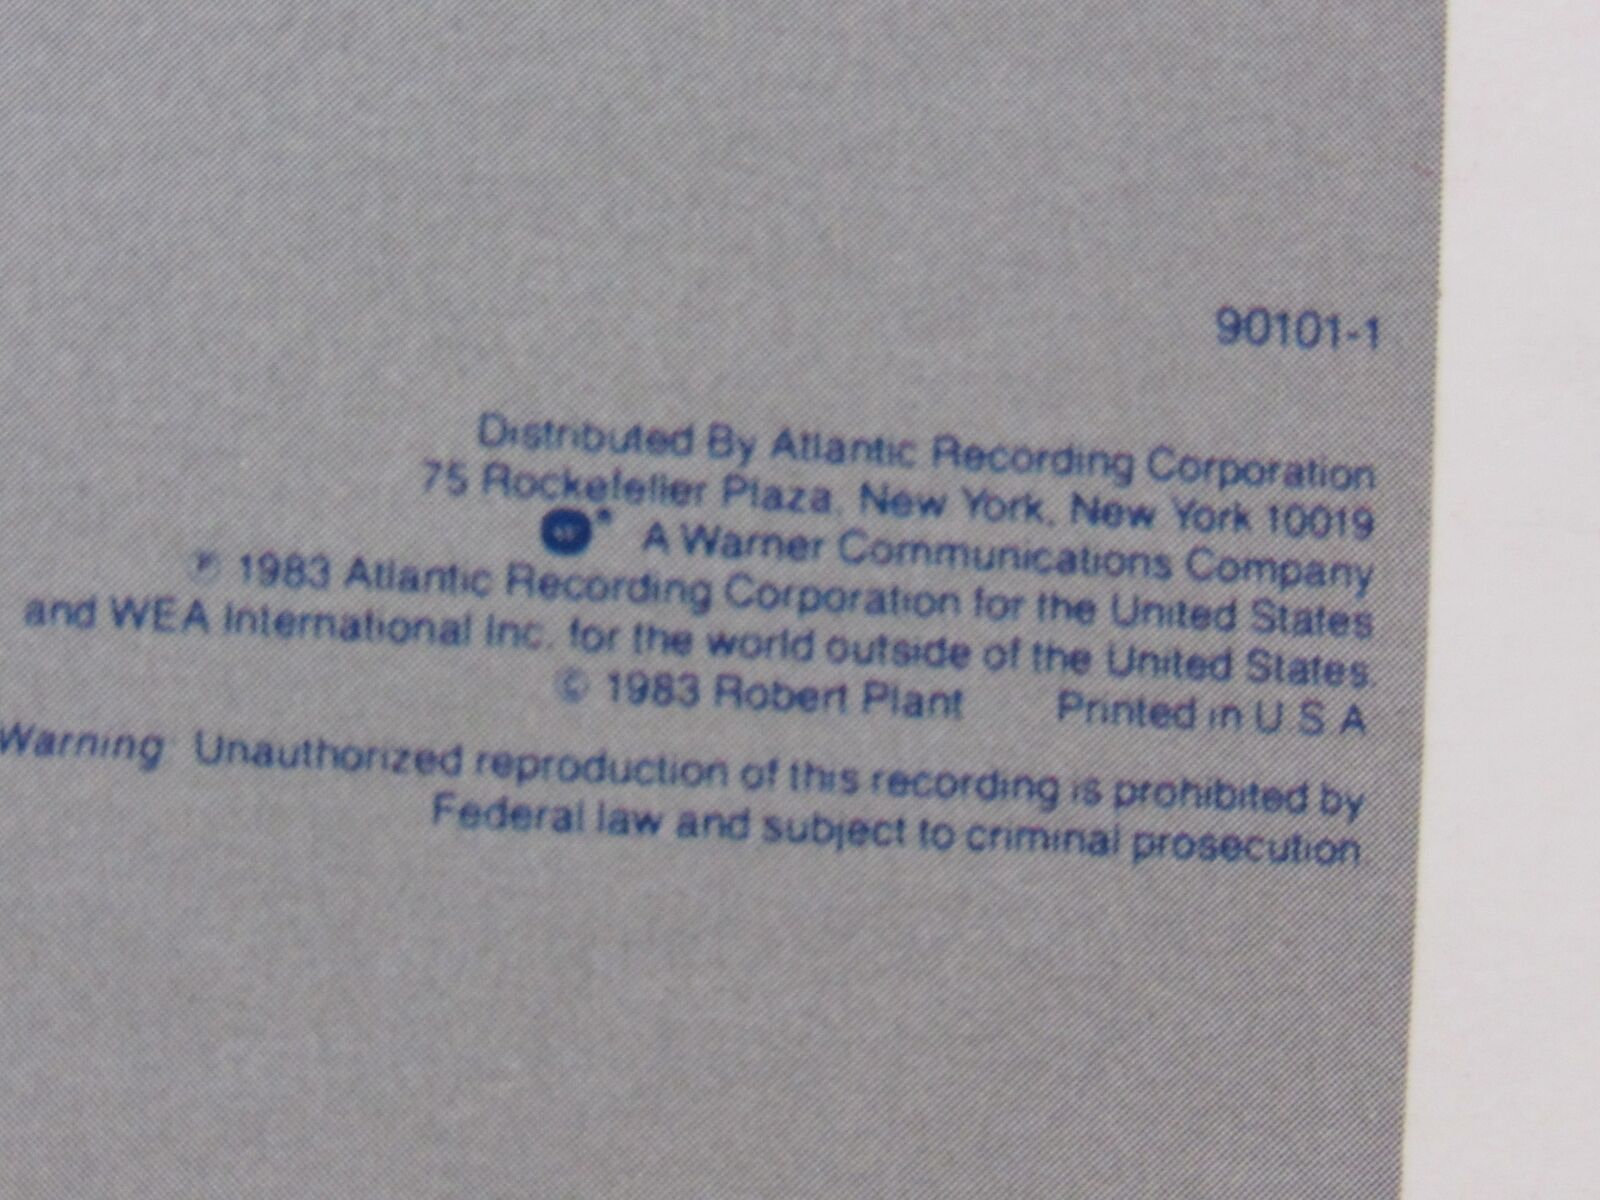 90101-1
Distributed By Atlantic Recording Corporation
75 Rockefeller Plaza, New York, New York 10019
® A Warner Communications Company
℗ 1983 Atlantic Recording Corporation for the United States
and WEA International Inc. for the world outside of the United States.
© 1983 Robert Plant Printed in U.S.A.
Warning: Unauthorized reproduction of this recording is prohibited by
Federal law and subject to criminal prosecution.